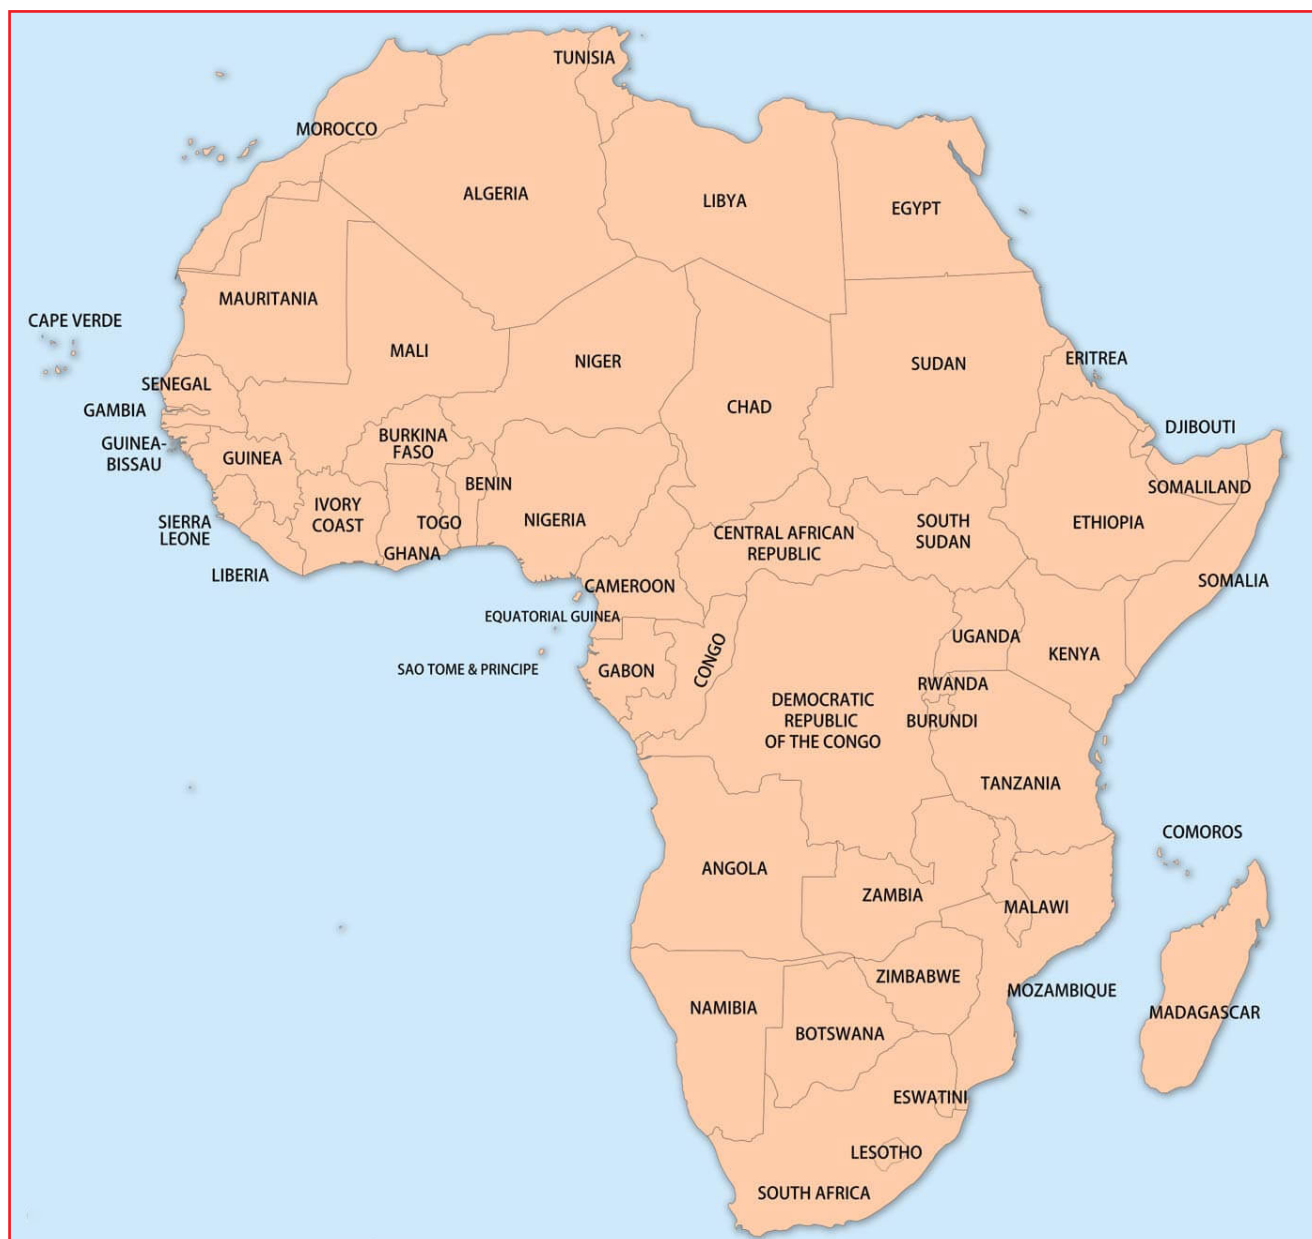 TUNISIA
MOROCCO
ALGERIA
LIBYA
EGYPT
MAURITANIA
CAPE VERDE
MALI
NIGER
SUDAN
ERITREA
SENEGAL
CHAD
GAMBIA
DJIBOUTI
BURKINA
FASO
GUINEA-
BISSAU
GUINEA
BENIN
SOMALILAND
IVORY
COAST
TOGO
NIGERIA
SOUTH
SUDAN
ETHIOPIA
SIERRA
LEONE
CENTRAL AFRICAN
REPUBLIC
GHANA
LIBERIA
CAMEROON
SOMALIA
EQUATORIAL GUINEA
UGANDA
KENYA
SAO TOME & PRINCIPE
GABON
CONGO
RWANDA
DEMOCRATIC
REPUBLIC
OF THE CONGO
BURUNDI
TANZANIA
COMOROS
ANGOLA
ZAMBIA
MALAWI
ZIMBABWE
MOZAMBIQUE
NAMIBIA
MADAGASCAR
BOTSWANA
ESWATINI
LESOTHO
SOUTH AFRICA